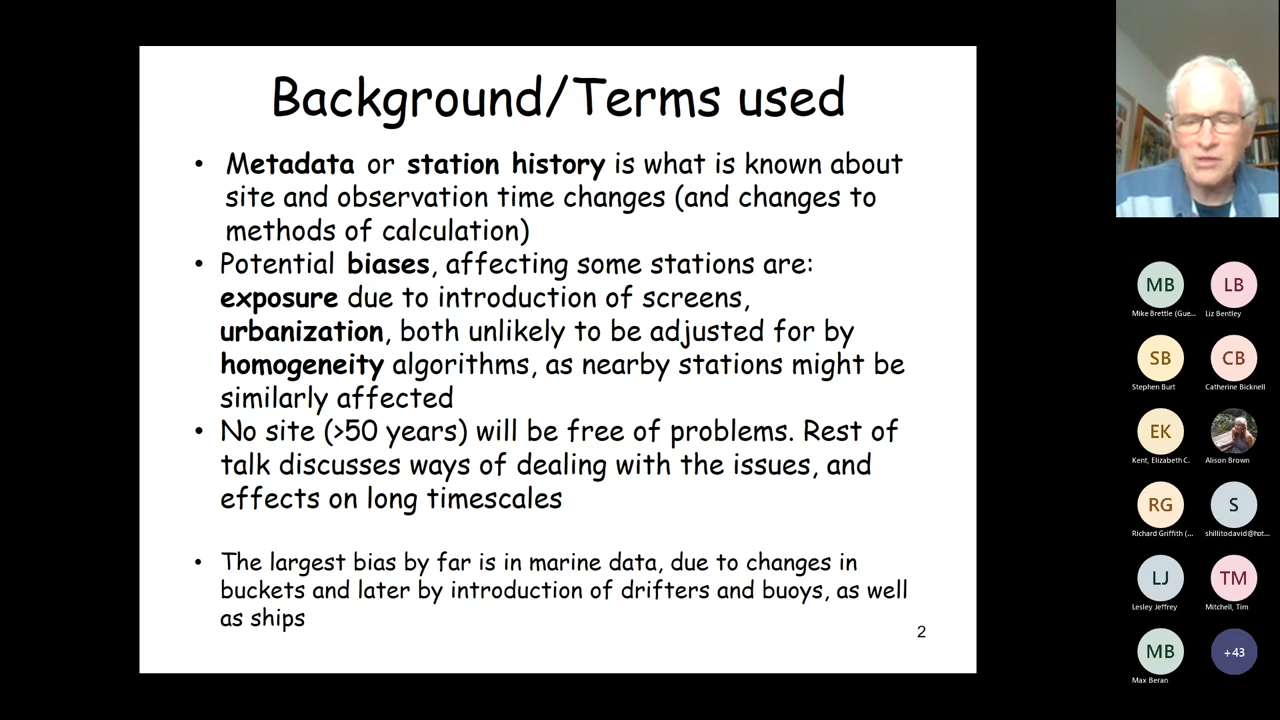 Background/Terms used
• Metadata or station history is what is known about
site and observation time changes (and changes to
methods of calculation)
• Potential biases, affecting some stations are:
exposure due to introduction of screens,
urbanization, both unlikely to be adjusted for by
homogeneity algorithms, as nearby stations might be
similarly affected
• No site (>50 years) will be free of problems. Rest of
talk discusses ways of dealing with the issues, and
effects on long timescales
• The largest bias by far is in marine data, due to changes in
buckets and later by introduction of drifters and buoys, as well
as ships
2
MB
LB
Mike Brettle (Gue...
Liz Bentley
SB
CB
Stephen Burt
Catherine Bicknell
EK
Kent, Elizabeth C.
Alison Brown
RG
S
Richard Griffith (...
shillitodavid@hot...
LJ
TM
Lesley Jeffrey
Mitchell, Tim
MB
+43
Max Beran